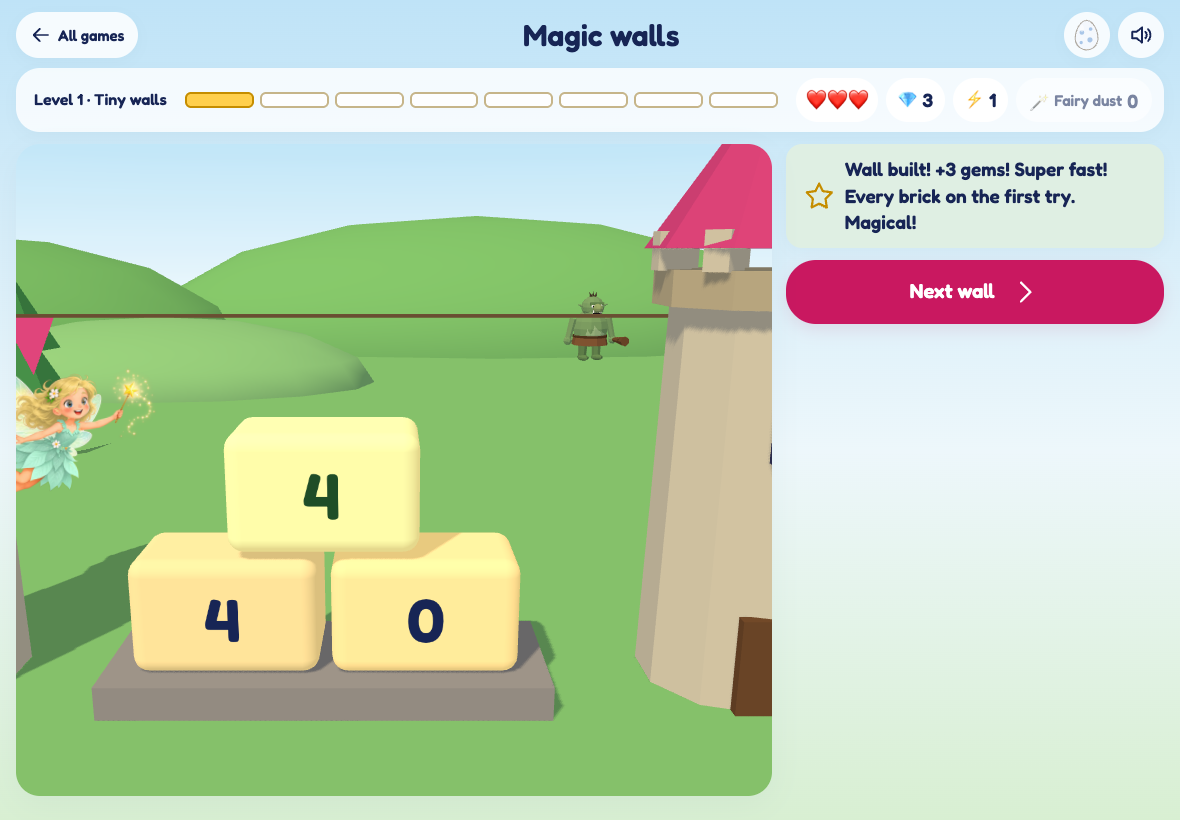 All games
Magic walls
Level 1 · Tiny walls
3
1
Fairy dust 0
Wall built! +3 gems! Super fast!
Every brick on the first try.
Magical!
Next wall
4
4 0